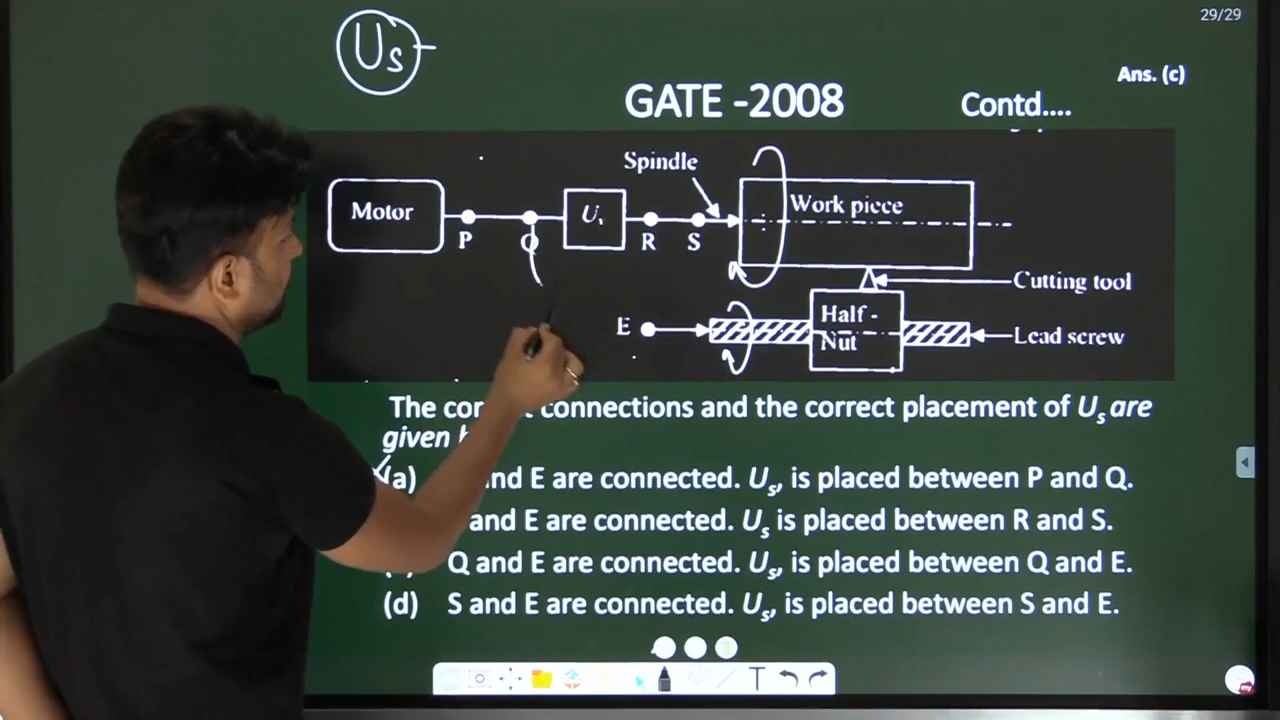 29/29
Us
Ans. (c)
GATE -2008 Contd....
Spindle
Motor
Uv
Work piece
P Q R S
Cutting tool
E
Half -
Nut
Lead screw
The connections and the correct placement of Us are
given
(a) and E are connected. Us, is placed between P and Q.
and E are connected. Us is placed between R and S.
Q and E are connected. Us, is placed between Q and E.
(d) S and E are connected. Us, is placed between S and E.
T